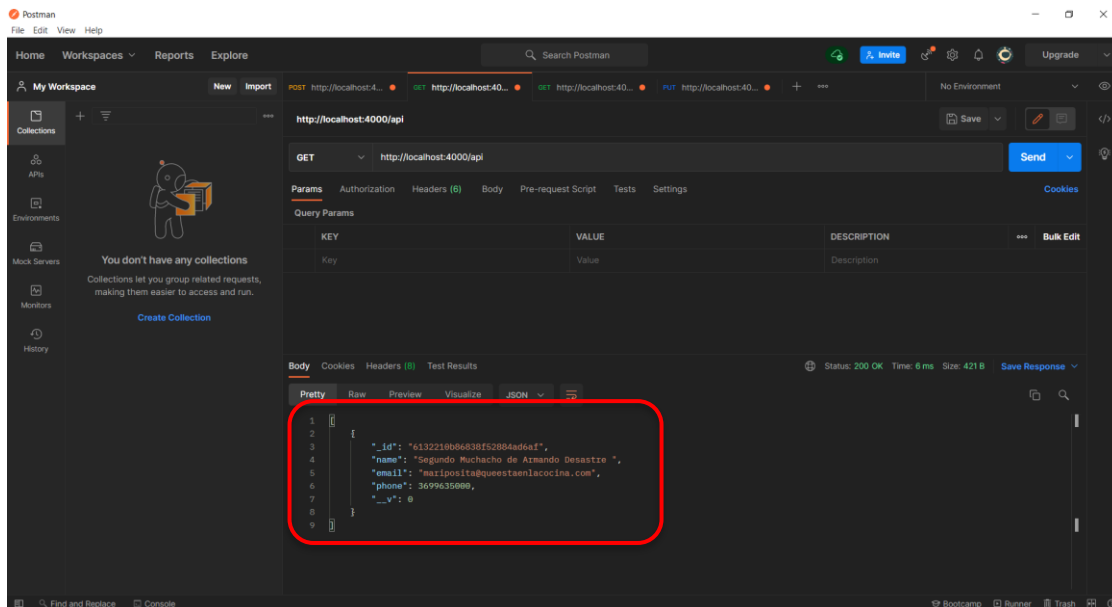 Postman
File Edit View Help
Home Workspaces Reports Explore Search Postman Invite Upgrade
My Workspace New Import POST http://localhost:4... GET http://localhost:40... GET http://localhost:40... PUT http://localhost:40... + ooo No Environment
Collections
APIs
Environments
Mock Servers
Monitors
History
You don't have any collections
Collections let you group related requests,
making them easier to access and run.
Create Collection
http://localhost:4000/api Save
GET http://localhost:4000/api Send
Params Authorization Headers (6) Body Pre-request Script Tests Settings Cookies
Query Params
KEY VALUE DESCRIPTION ooo Bulk Edit
Key Value Description
Body Cookies Headers (8) Test Results Status: 200 OK Time: 6 ms Size: 421 B Save Response
Pretty Raw Preview Visualize JSON
1 [
2 {
3 "_id": "6132210b86838f52884ad6af",
4 "name": "Segundo Muchacho de Armando Desastre ",
5 "email": "mariposita@queestaenlacocina.com",
6 "phone": 3699635000,
7 "__v": 0
8 }
9 ]
Find and Replace Console Bootcamp Runner Trash